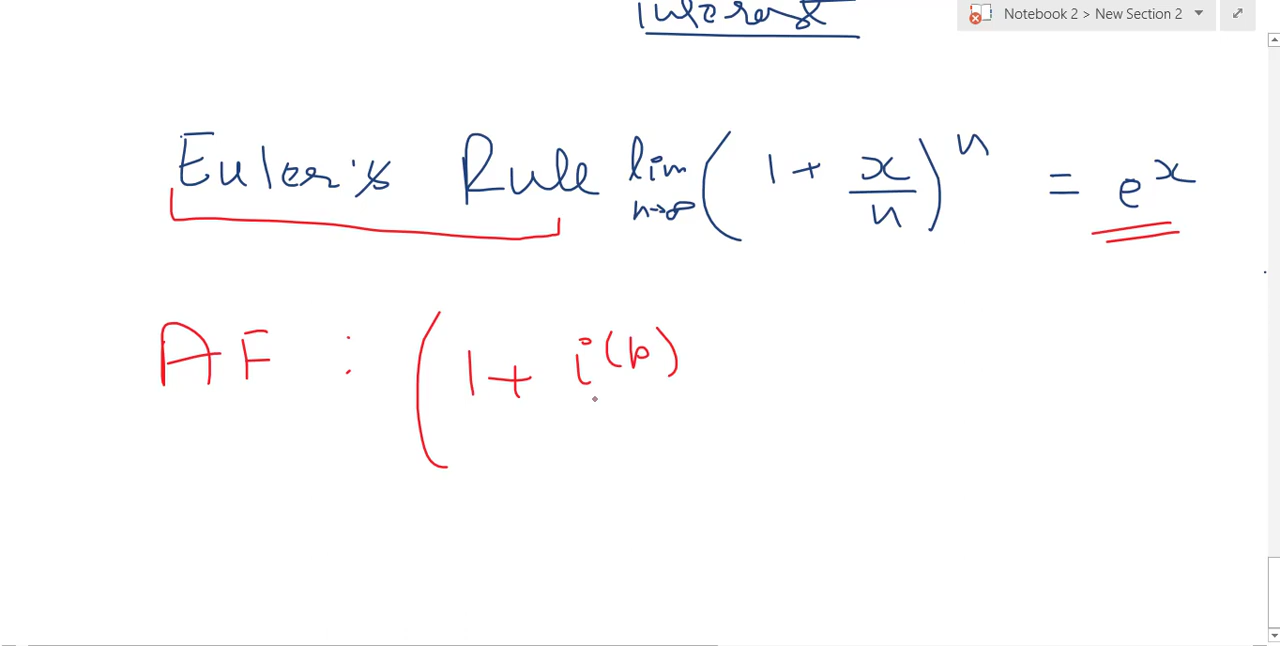 Interest
Notebook 2 > New Section 2
Euler's Rule lim n→∞ (1 + x/n)^n = e^x
AF : (1 + i^(p)